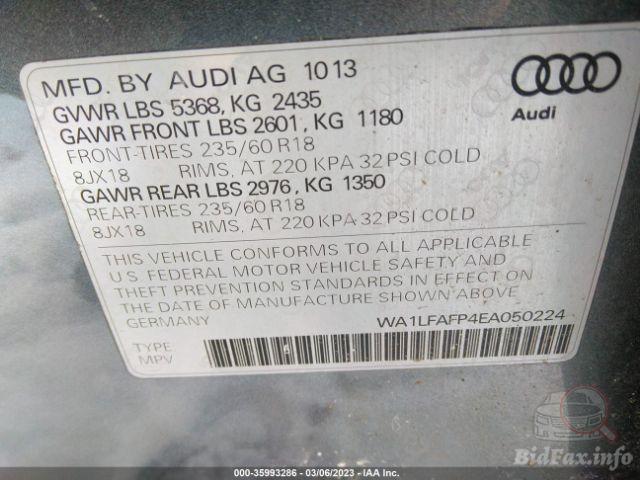 MFD. BY AUDI AG 1013
GVWR LBS 5368, KG 2435
GAWR FRONT LBS 2601, KG 1180
FRONT-TIRES 235/60 R18
8JX18 RIMS, AT 220 KPA 32 PSI COLD
GAWR REAR LBS 2976, KG 1350
REAR-TIRES 235/60 R18
8JX18 RIMS, AT 220 KPA 32 PSI COLD
Audi
THIS VEHICLE CONFORMS TO ALL APPLICABLE
U.S. FEDERAL MOTOR VEHICLE SAFETY AND
THEFT PREVENTION STANDARDS IN EFFECT ON
THE DATE OF MANUFACTURE SHOWN ABOVE
GERMANY WA1LFAFP4EA050224
TYPE
MPV
BidFax.info
000-35993286 - 03/06/2023 - IAA Inc.